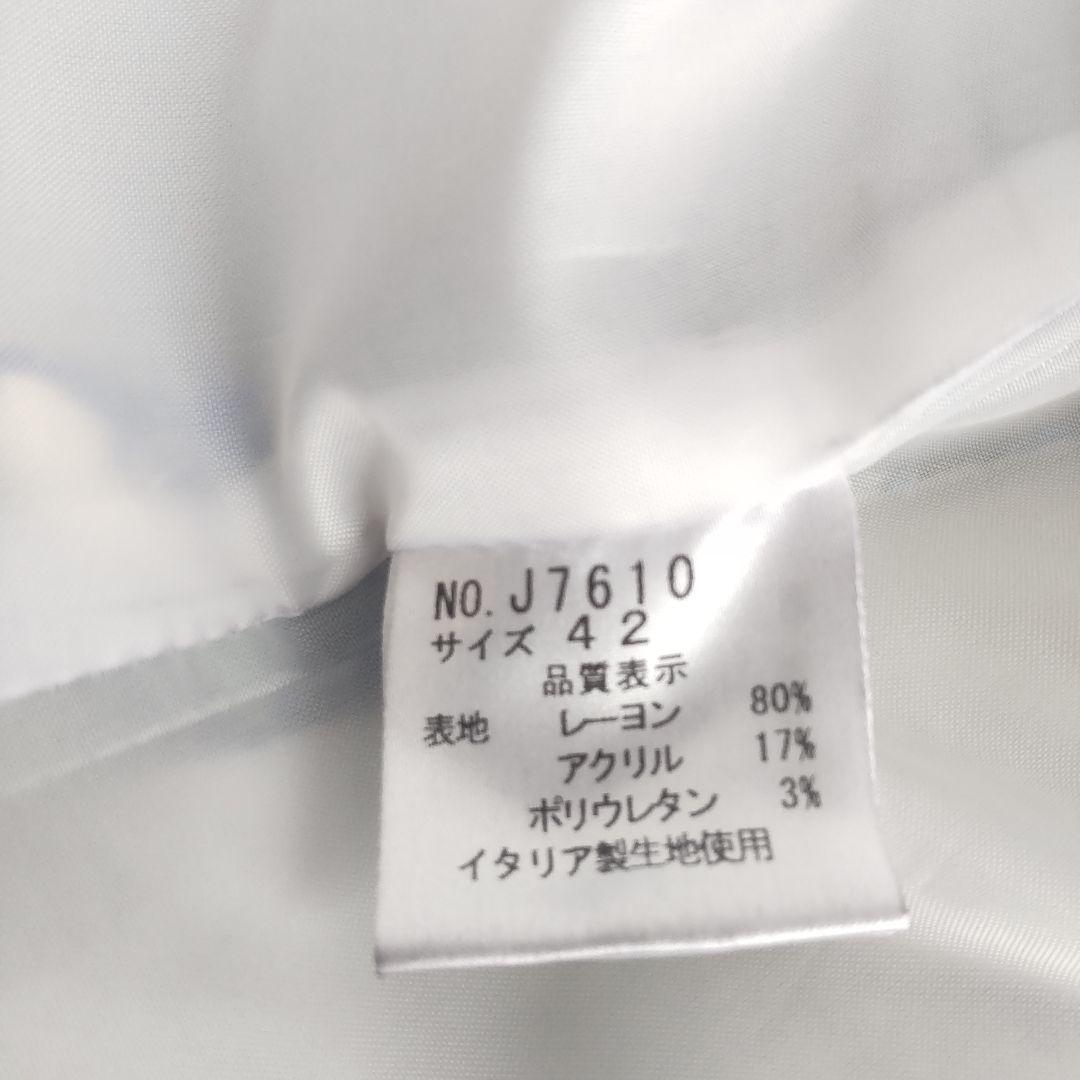 NO. J7610
サイズ 42
品質表示
表地 レーヨン 80%
アクリル 17%
ポリウレタン 3%
イタリア製生地使用